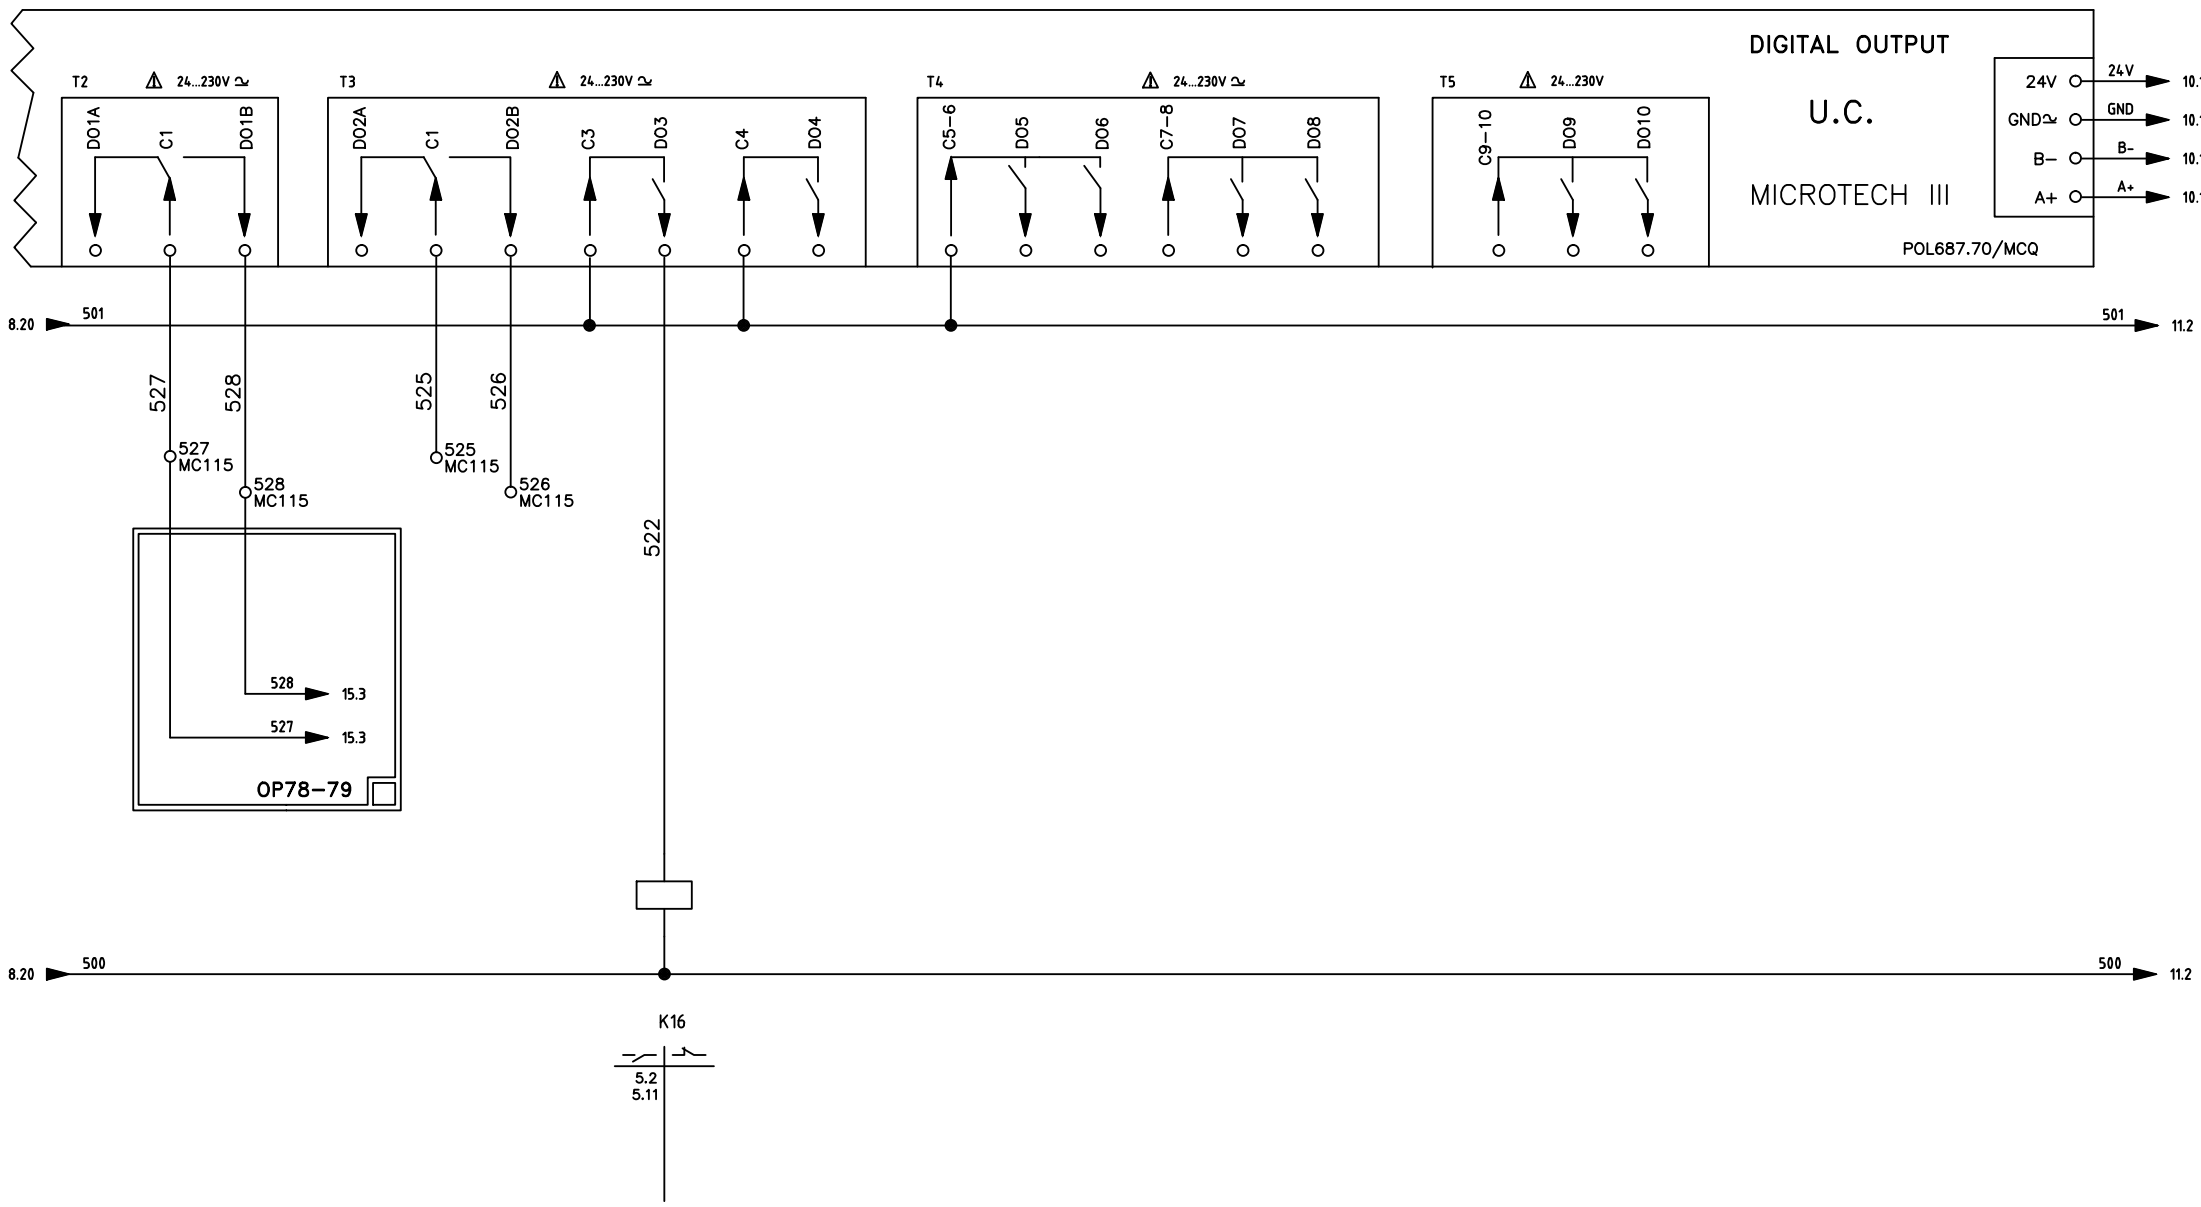 DIGITAL OUTPUT
U.C.
MICROTECH III
POL687.70/MCQ
T2 24...230V
T3 24...230V
T4 24...230V
T5 24...230V
DO1A C1 DO1B
DO2A C1 DO2B C3 DO3 C4 DO4
C5-6 DO5 DO6 C7-8 DO7 DO8
C9-10 DO9 DO10
24V 24V
GND GND
B- B-
A+ A+
8.20 501 501 11.2
527 528 525 526
527
MC115
528
MC115
525
MC115
526
MC115
522
528 15.3
527 15.3
OP78-79
8.20 500 500 11.2
K16
5.2
5.11